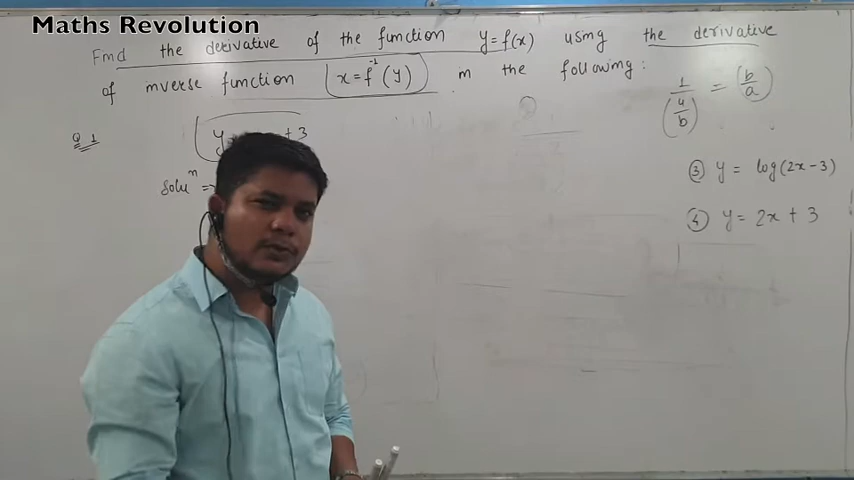 Maths Revolution
Find the derivative of the function y=f(x) using the derivative
of inverse function x=f⁻¹(y) in the following:
1/(a/b) = (b/a)
Q 1
y + 3
Soluⁿ =>
③ y = log(2x-3)
④ y = 2x + 3